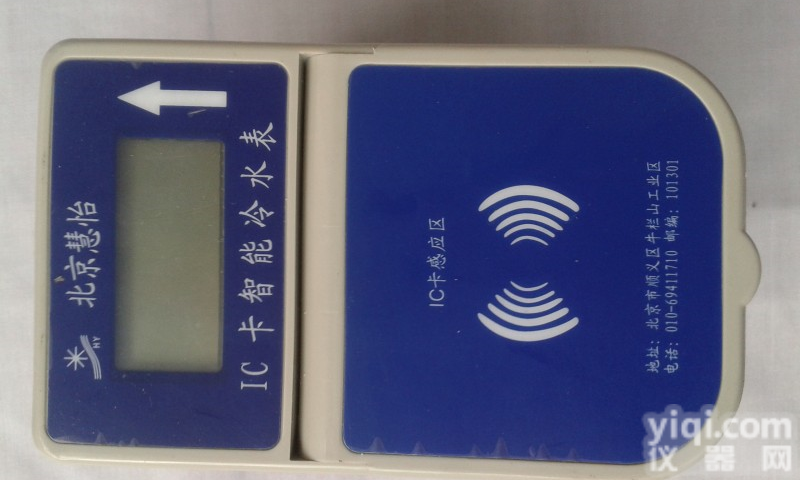 北京慧怡
HY
IC卡智能冷水表
IC卡感应区
地址：北京市顺义区牛栏山工业区
电话：010-69411710 邮编：101301
yiqi.com
仪器网